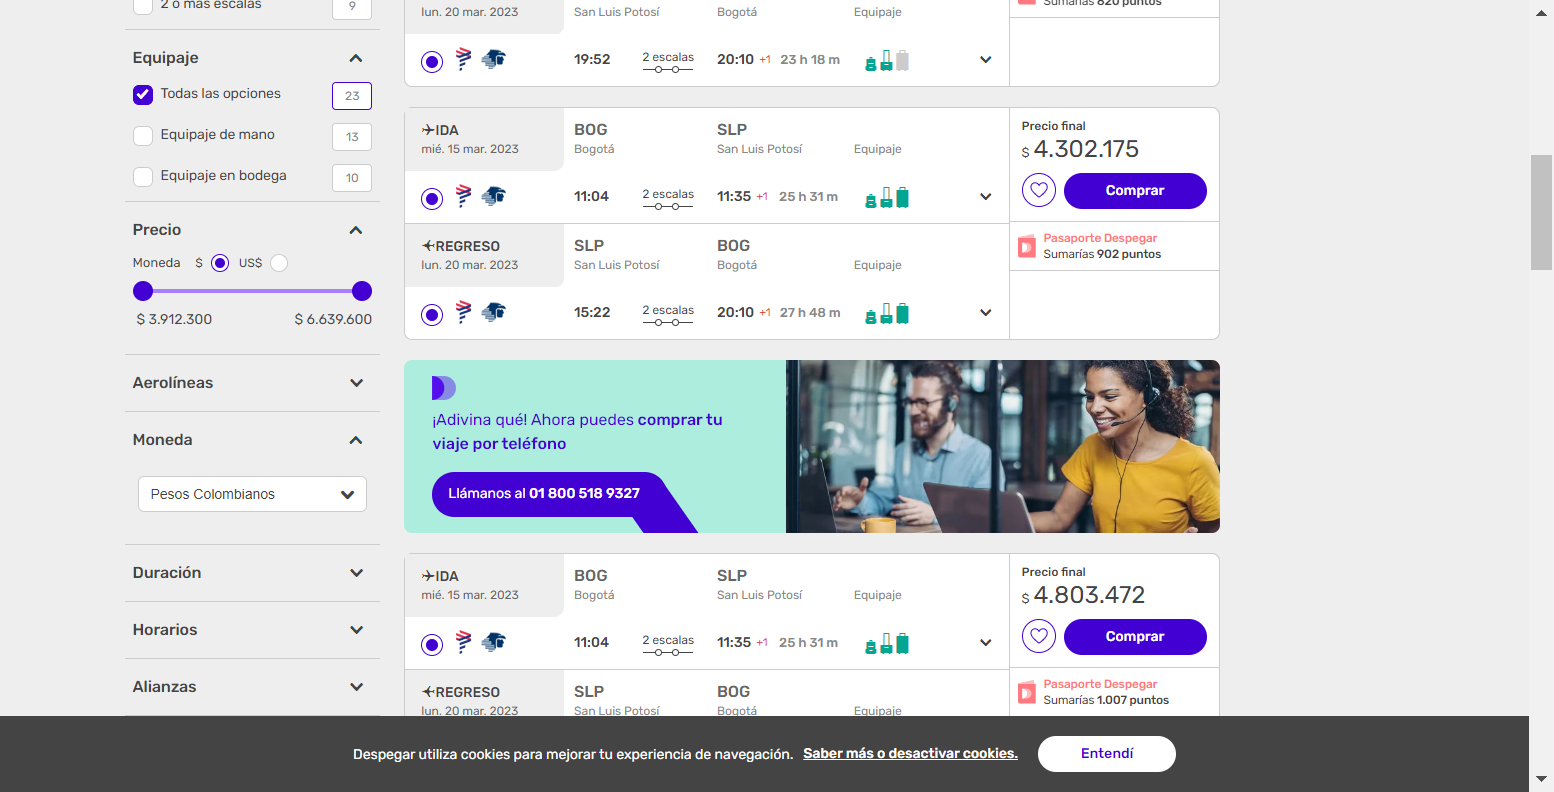 2 o más escalas
9
Equipaje
Todas las opciones
23
Equipaje de mano
13
Equipaje en bodega
10
Precio
Moneda $ US$
$ 3.912.300 $ 6.639.600
Aerolíneas
Moneda
Pesos Colombianos
Duración
Horarios
Alianzas
lun. 20 mar. 2023 San Luis Potosí Bogotá Equipaje
Sumarías 820 puntos
19:52 2 escalas 20:10 +1 23 h 18 m
IDA BOG SLP
mié. 15 mar. 2023 Bogotá San Luis Potosí Equipaje
11:04 2 escalas 11:35 +1 25 h 31 m
REGRESO SLP BOG
lun. 20 mar. 2023 San Luis Potosí Bogotá Equipaje
15:22 2 escalas 20:10 +1 27 h 48 m
Precio final
$ 4.302.175
Comprar
Pasaporte Despegar
Sumarías 902 puntos
¡Adivina qué! Ahora puedes comprar tu
viaje por teléfono
Llámanos al 01 800 518 9327
IDA BOG SLP
mié. 15 mar. 2023 Bogotá San Luis Potosí Equipaje
11:04 2 escalas 11:35 +1 25 h 31 m
REGRESO SLP BOG
lun. 20 mar. 2023 San Luis Potosí Bogotá Equipaje
Precio final
$ 4.803.472
Comprar
Pasaporte Despegar
Sumarías 1.007 puntos
Despegar utiliza cookies para mejorar tu experiencia de navegación. Saber más o desactivar cookies. Entendí